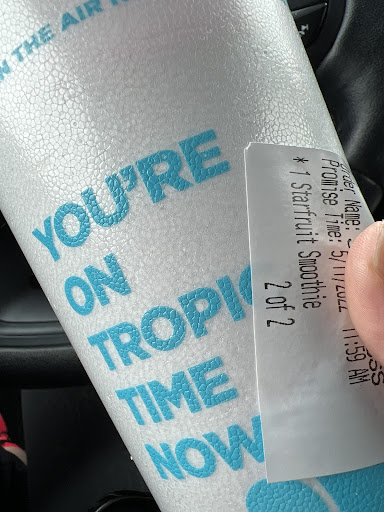 N THE AIR
YOU'RE
ON
TROPIC
TIME
NOW
Order Name:
Promise Time: 5/11/2022 11:59 AM
* 1 Starfruit Smoothie
2 of 2